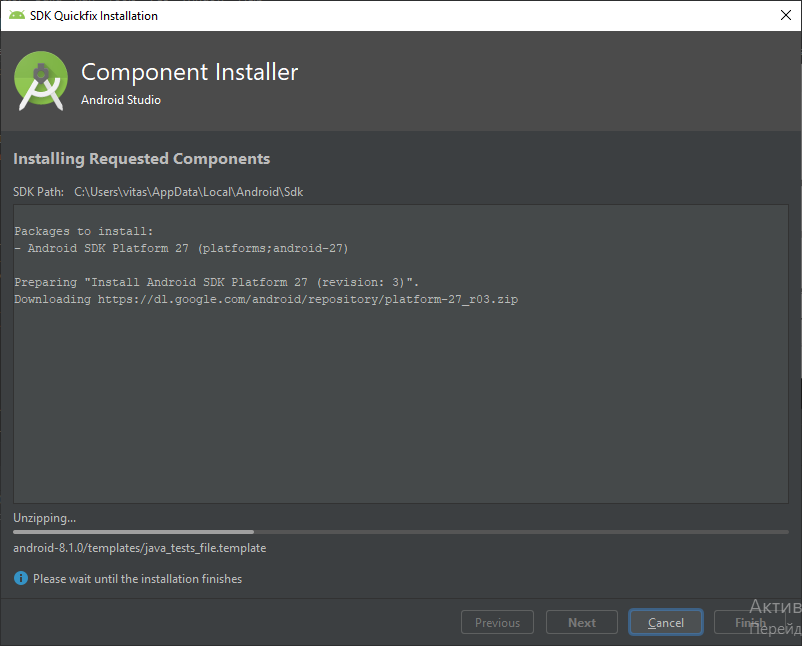 SDK Quickfix Installation
Component Installer
Android Studio
Installing Requested Components
SDK Path: C:\Users\vitas\AppData\Local\Android\Sdk
Packages to install:
- Android SDK Platform 27 (platforms;android-27)
Preparing "Install Android SDK Platform 27 (revision: 3)".
Downloading https://dl.google.com/android/repository/platform-27_r03.zip
Unzipping...
android-8.1.0/templates/java_tests_file.template
Please wait until the installation finishes
Актив
Previous Next Cancel Finish
Перейд